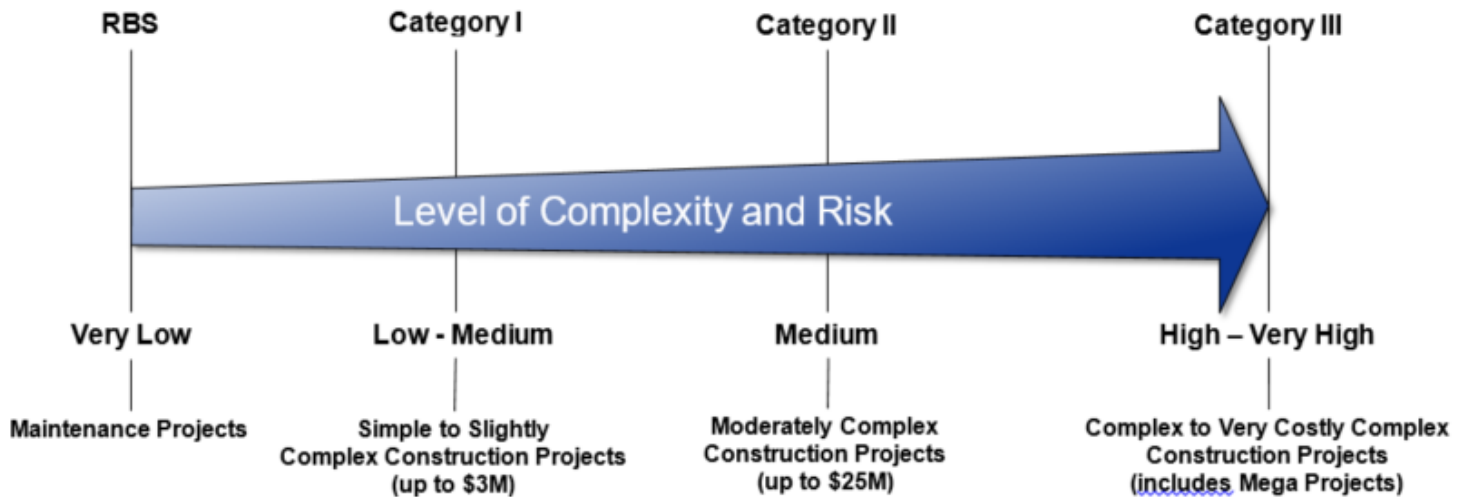 RBS
Category I
Category II
Category III
Level of Complexity and Risk
Very Low
Low - Medium
Medium
High – Very High
Maintenance Projects
Simple to Slightly
Complex Construction Projects
(up to $3M)
Moderately Complex
Construction Projects
(up to $25M)
Complex to Very Costly Complex
Construction Projects
(includes Mega Projects)